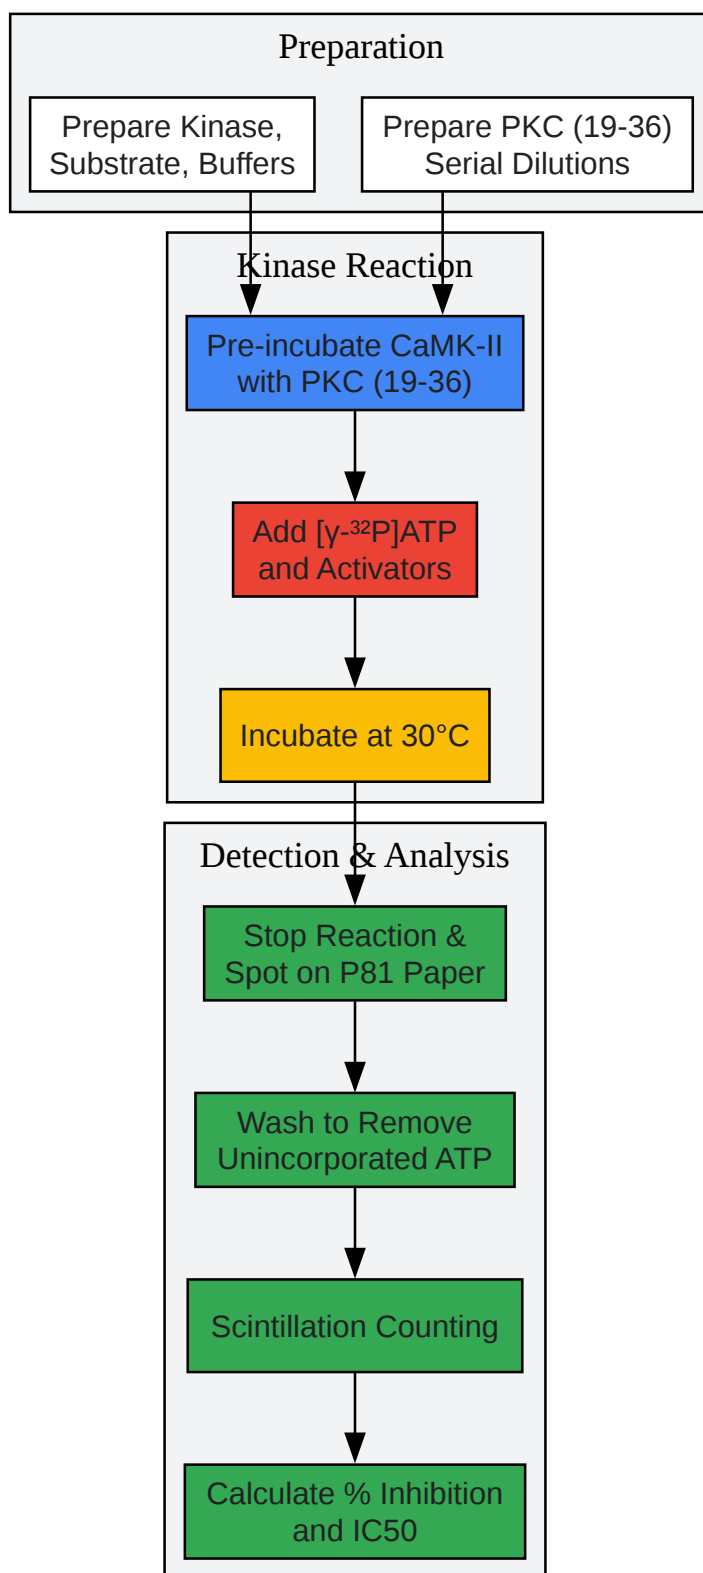 Preparation
Prepare Kinase,
Substrate, Buffers
Prepare PKC (19-36)
Serial Dilutions
Kinase Reaction
Pre-incubate CaMK-II
with PKC (19-36)
Add [γ-³²P]ATP
and Activators
Incubate at 30°C
Detection & Analysis
Stop Reaction &
Spot on P81 Paper
Wash to Remove
Unincorporated ATP
Scintillation Counting
Calculate % Inhibition
and IC50